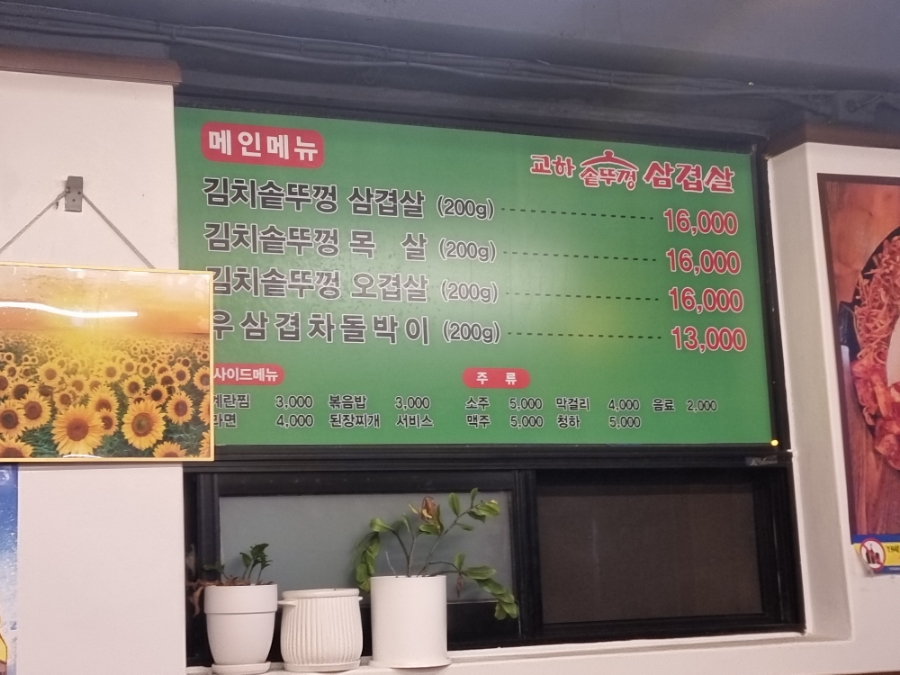 메인메뉴
교하 솥뚜껑 삼겹살
김치솥뚜껑 삼겹살 (200g) 16,000
김치솥뚜껑 목 살 (200g) 16,000
김치솥뚜껑 오겹살 (200g) 16,000
우삼겹차돌박이 (200g) 13,000
사이드메뉴
주 류
계란찜 3,000 볶음밥 3,000
소주 5,000 막걸리 4,000 음료 2,000
라면 4,000 된장찌개 서비스
맥주 5,000 청하 5,000